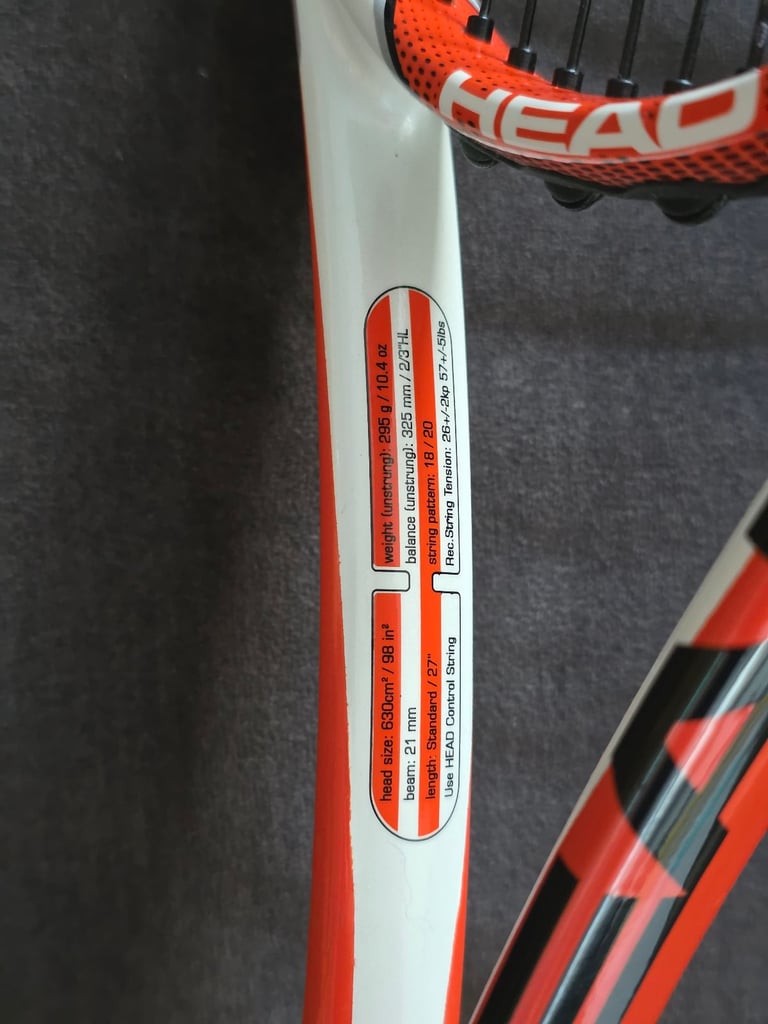 HEAD
head size: 630cm² / 98 in²
beam: 21 mm
length: Standard / 27"
Use HEAD Control String
weight (unstrung): 295 g / 10.4 oz
balance (unstrung): 325 mm / 2/3"HL
string pattern: 18 / 20
Rec.String Tension: 26+/-2kp 57+/-5lbs